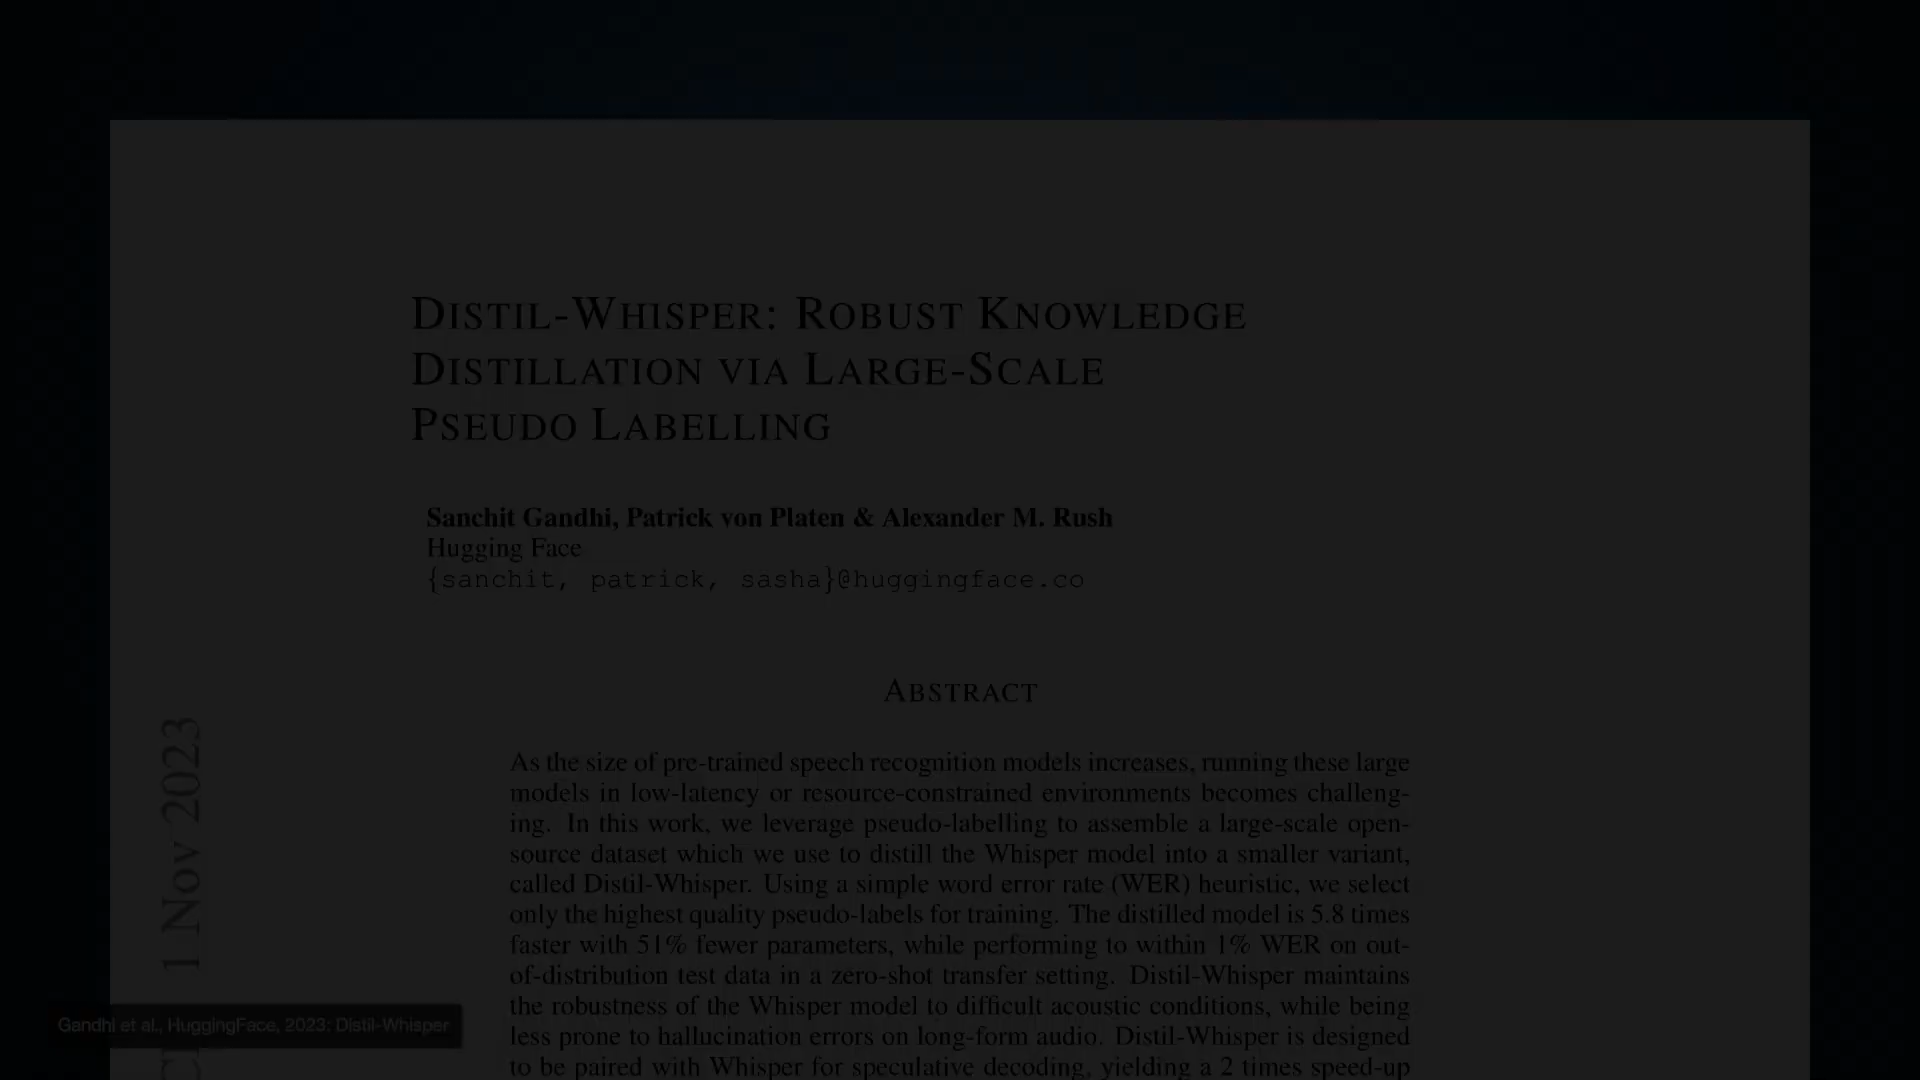 DISTIL-WHISPER: ROBUST KNOWLEDGE
DISTILLATION VIA LARGE-SCALE
PSEUDO LABELLING
Sanchit Gandhi, Patrick von Platen & Alexander M. Rush
Hugging Face
{sanchit, patrick, sasha}@huggingface.co
ABSTRACT
As the size of pre-trained speech recognition models increases, running these large
models in low-latency or resource-constrained environments becomes challeng-
ing. In this work, we leverage pseudo-labelling to assemble a large-scale open-
source dataset which we use to distill the Whisper model into a smaller variant,
called Distil-Whisper. Using a simple word error rate (WER) heuristic, we select
only the highest quality pseudo-labels for training. The distilled model is 5.8 times
faster with 51% fewer parameters, while performing to within 1% WER on out-
of-distribution test data in a zero-shot transfer setting. Distil-Whisper maintains
the robustness of the Whisper model to difficult acoustic conditions, while being
less prone to hallucination errors on long-form audio. Distil-Whisper is designed
to be paired with Whisper for speculative decoding, yielding a 2 times speed-up
1 Nov 2023
Gandhi et al., HuggingFace, 2023: Distil-Whisper